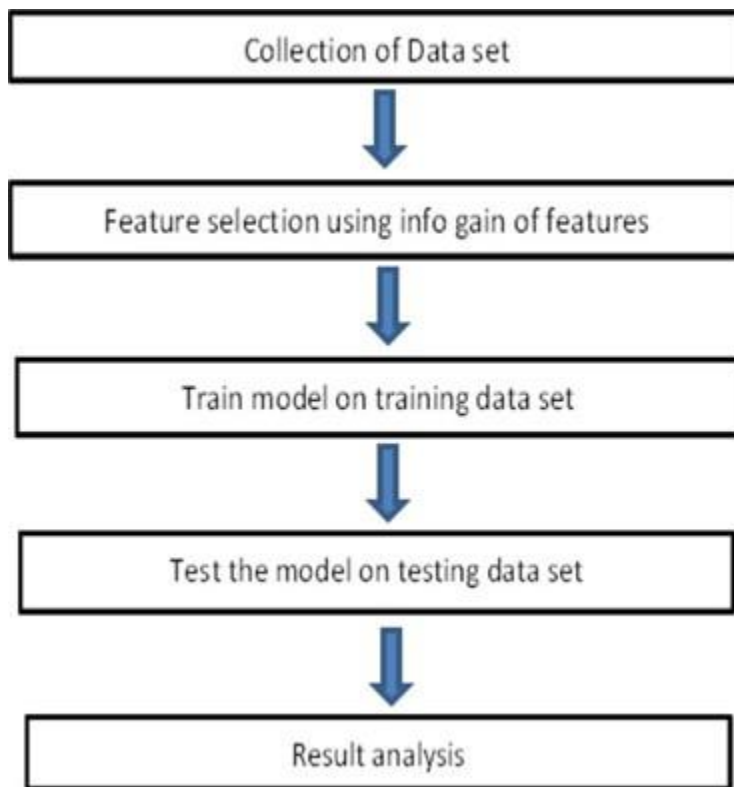 Collection of Data set
Feature selection using info gain of features
Train model on training data set
Test the model on testing data set
Result analysis